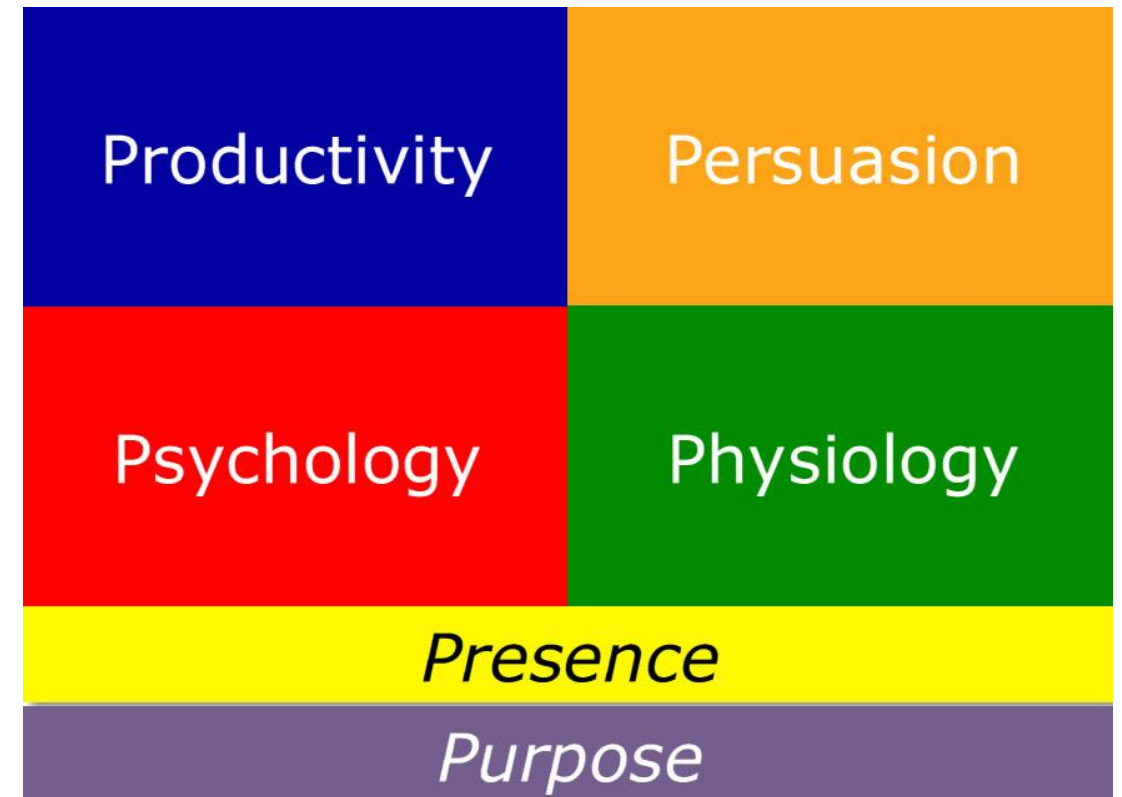 Productivity
Persuasion
Psychology
Physiology
Presence
Purpose